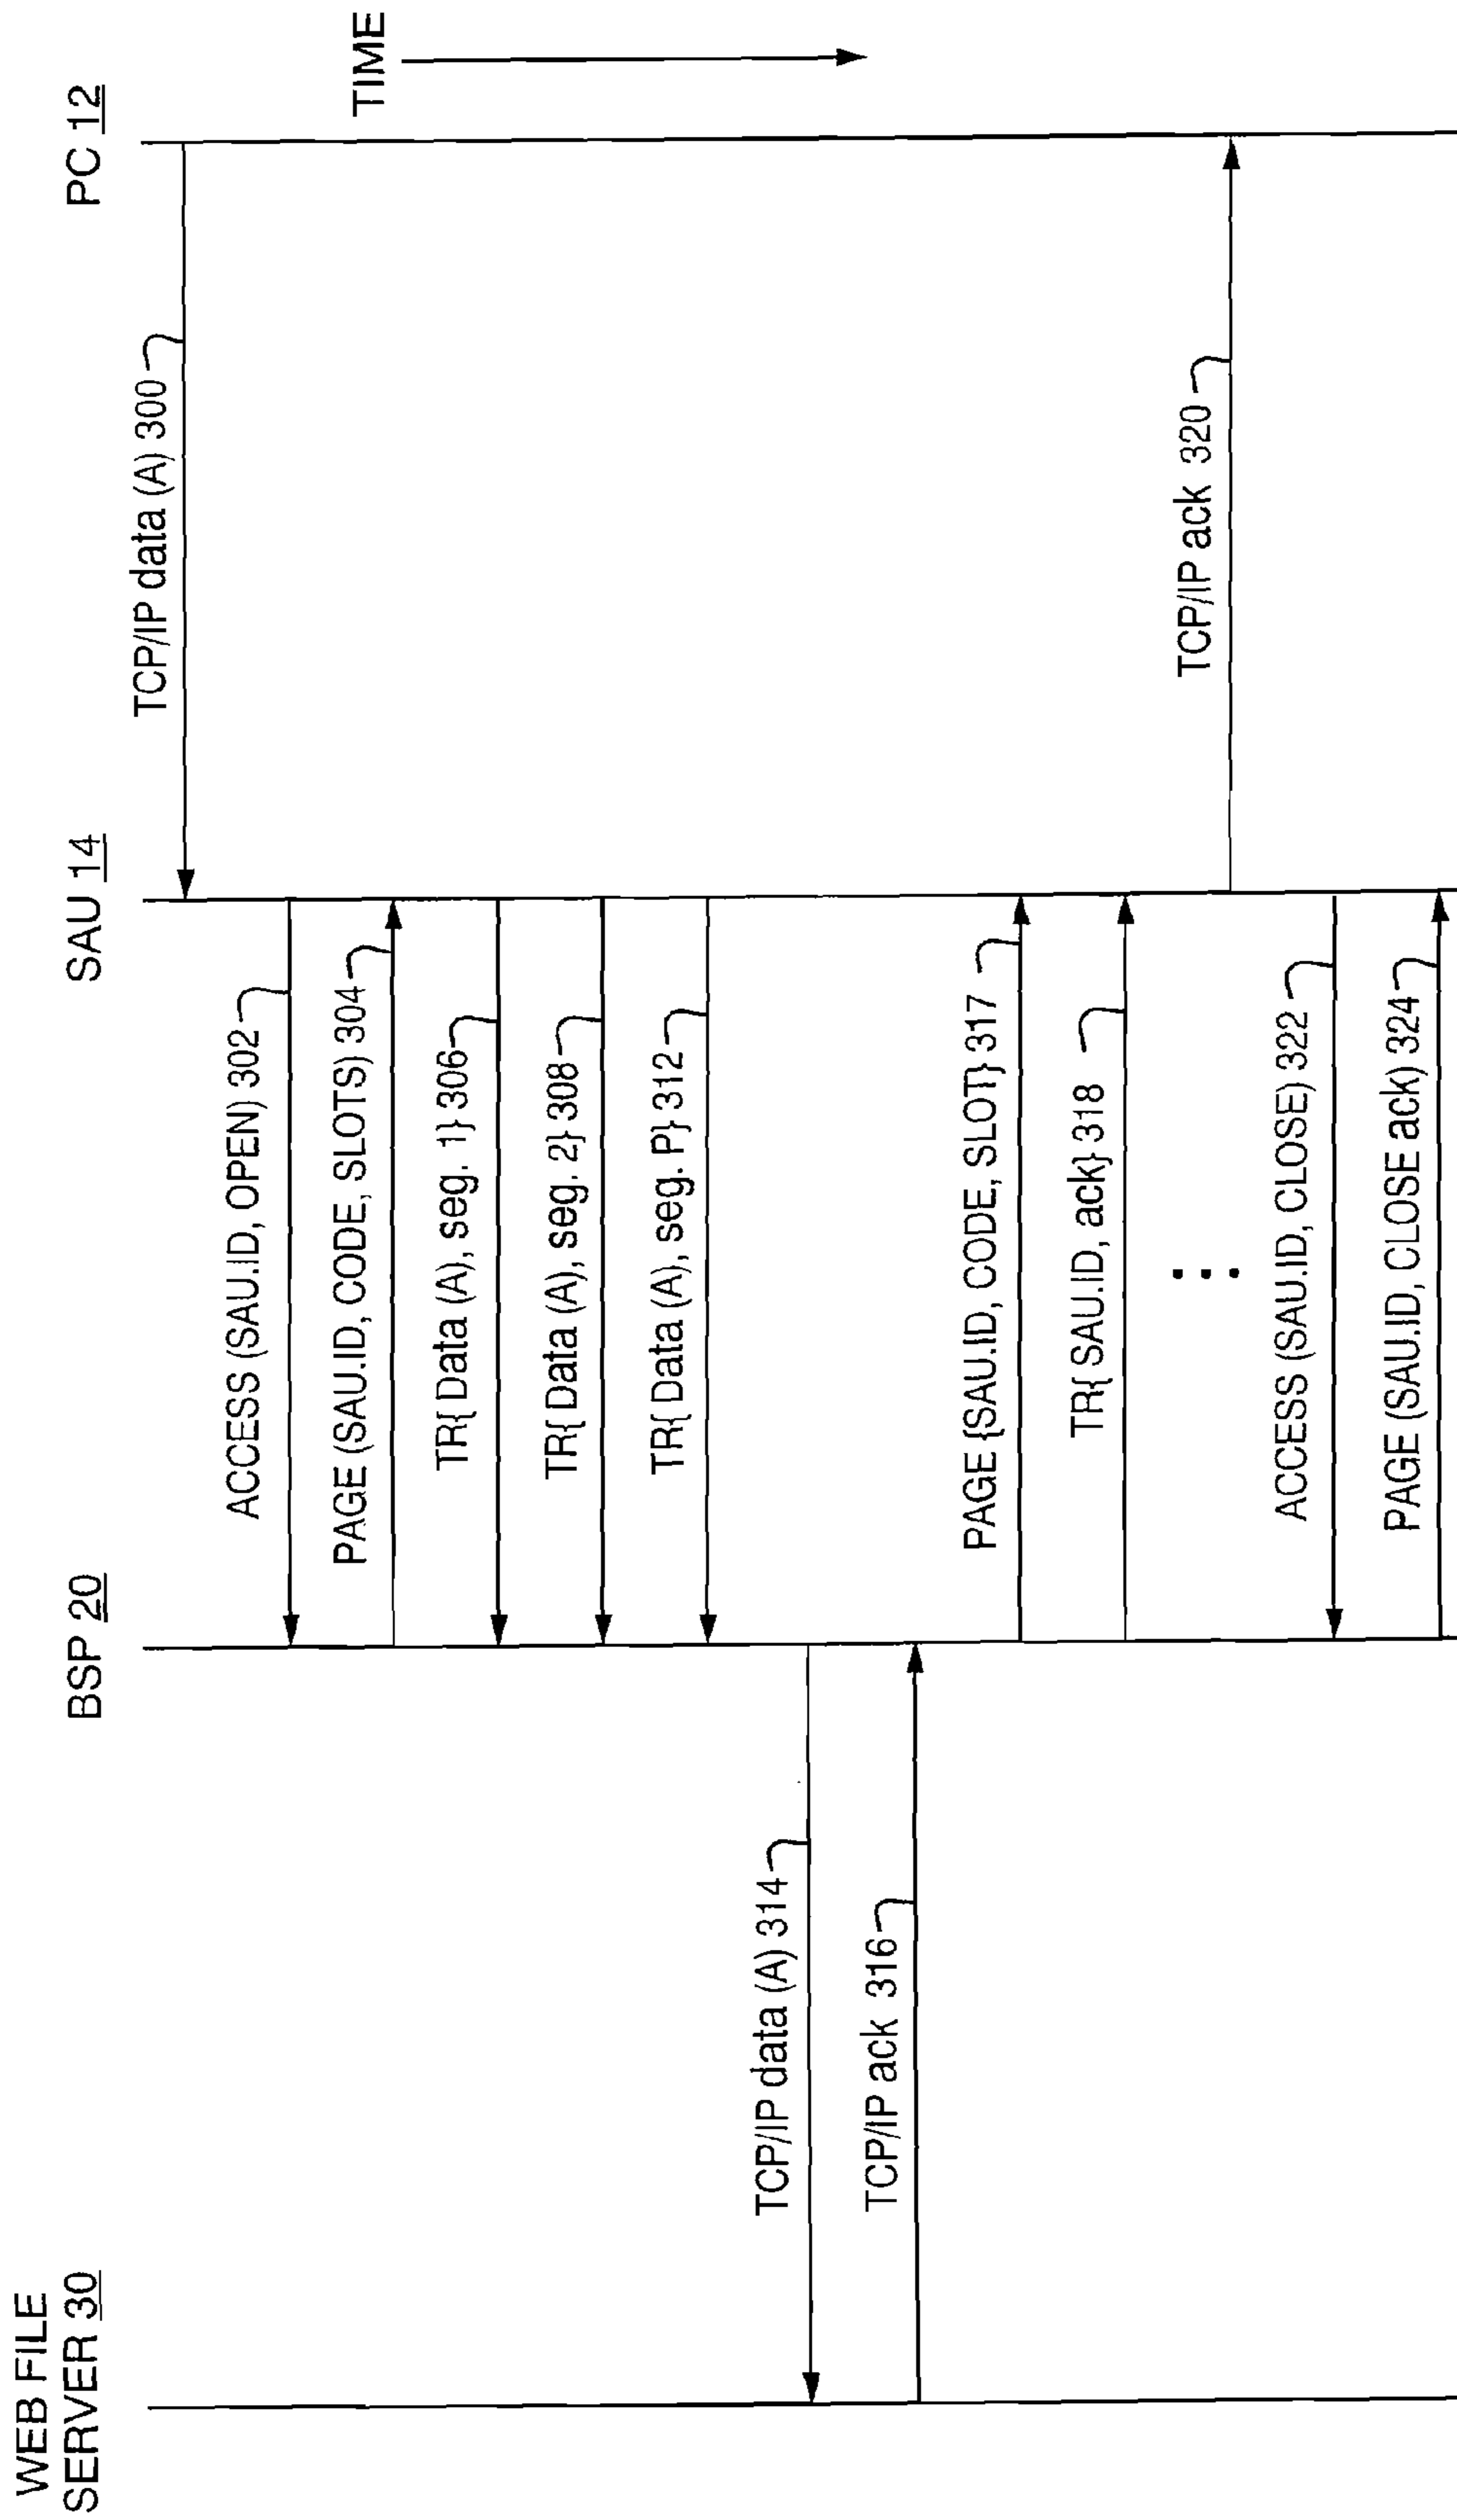 WEB FILE
SERVER 30
BSP 20
SAU 14
PC 12
TIME
TCP/IP data (A) 300
ACCESS (SAU.ID, OPEN) 302
PAGE (SAU.ID, CODE, SLOTS) 304
TR{ Data (A), seg. 1} 306
TR{ Data (A), seg. 2} 308
TR{ Data (A), seg. P} 312
TCP/IP data (A) 314
TCP/IP ack 316
PAGE {SAU.ID, CODE, SLOT} 317
TR{ SAU.ID, ack} 318
TCP/IP ack 320
ACCESS (SAU.ID, CLOSE) 322
PAGE (SAU.ID, CLOSE ack) 324